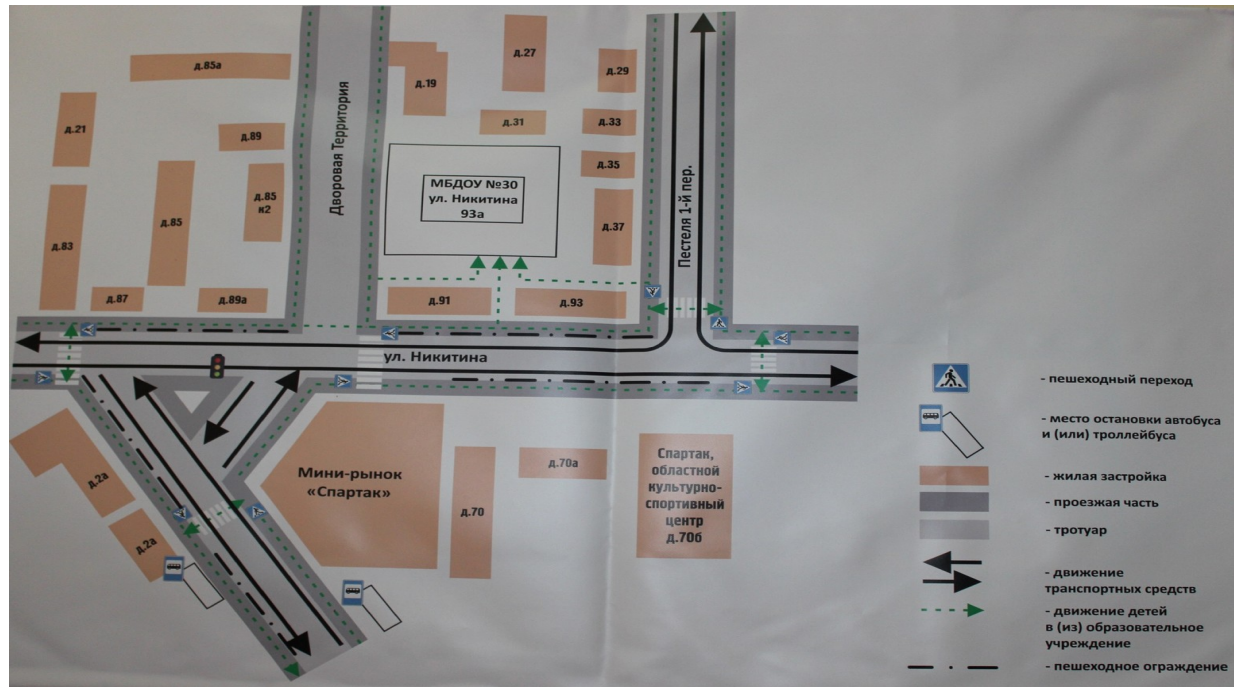 д.85а
д.27
д.19
д.29
Дворовая Территория
д.21
д.89
д.31
д.33
д.35
д.85
д.85
к2
МБДОУ №30
ул. Никитина
93а
д.37
Пестеля 1-й пер.
д.83
д.87
д.89а
д.91
д.93
ул. Никитина
д.2а
д.2а
Мини-рынок
«Спартак»
д.70
д.70а
Спартак,
областной
культурно-
спортивный
центр
д.70б
- пешеходный переход
- место остановки автобуса
и (или) троллейбуса
- жилая застройка
- проезжая часть
- тротуар
- движение
транспортных средств
- движение детей
в (из) образовательное
учреждение
- пешеходное ограждение